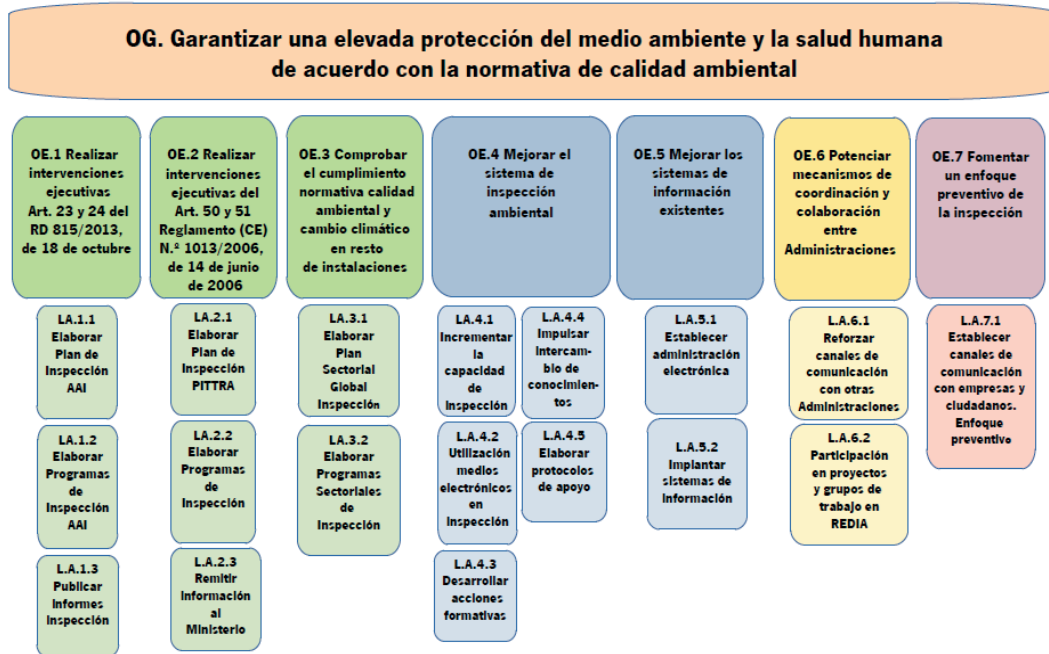 OG. Garantizar una elevada protección del medio ambiente y la salud humana
de acuerdo con la normativa de calidad ambiental
OE.1 Realizar
intervenciones
ejecutivas
Art. 23 y 24 del
RD 815/2013,
de 18 de octubre
OE.2 Realizar
intervenciones
ejecutivas del
Art. 50 y 51
Reglamento (CE)
N.º 1013/2006,
de 14 de junio
de 2006
OE.3 Comprobar
el cumplimiento
normativa calidad
ambiental y
cambio climático
en resto
de instalaciones
OE.4 Mejorar el
sistema de
inspección
ambiental
OE.5 Mejorar los
sistemas de
información
existentes
OE.6 Potenciar
mecanismos de
coordinación y
colaboración
entre
Administraciones
OE.7 Fomentar
un enfoque
preventivo de
la inspección
LA.1.1
Elaborar
Plan de
Inspección
AAI
L.A.1.2
Elaborar
Programas
de
Inspección
AAI
L.A.1.3
Publicar
Informes
Inspección
LA.2.1
Elaborar
Plan de
Inspección
PITTRA
LA.2.2
Elaborar
Programas
de
Inspección
L.A.2.3
Remitir
Información
al
Ministerio
LA.3.1
Elaborar
Plan
Sectorial
Global
Inspección
L.A.3.2
Elaborar
Programas
Sectoriales
de
Inspección
LA.4.1
Incrementar
la
capacidad
de
Inspección
L.A.4.2
Utilización
medios
electrónicos
en
Inspección
L.A.4.3
Desarrollar
acciones
formativas
L.A.4.4
Impulsar
Intercam-
bio de
conocimien-
tos
L.A.4.5
Elaborar
protocolos
de apoyo
L.A.5.1
Establecer
administración
electrónica
L.A.5.2
Implantar
sistemas de
Información
L.A.6.1
Reforzar
canales de
comunicación
con otras
Administraciones
L.A.6.2
Participación
en proyectos
y grupos de
trabajo en
REDIA
L.A.7.1
Establecer
canales de
comunicación
con empresas y
ciudadanos.
Enfoque
preventivo